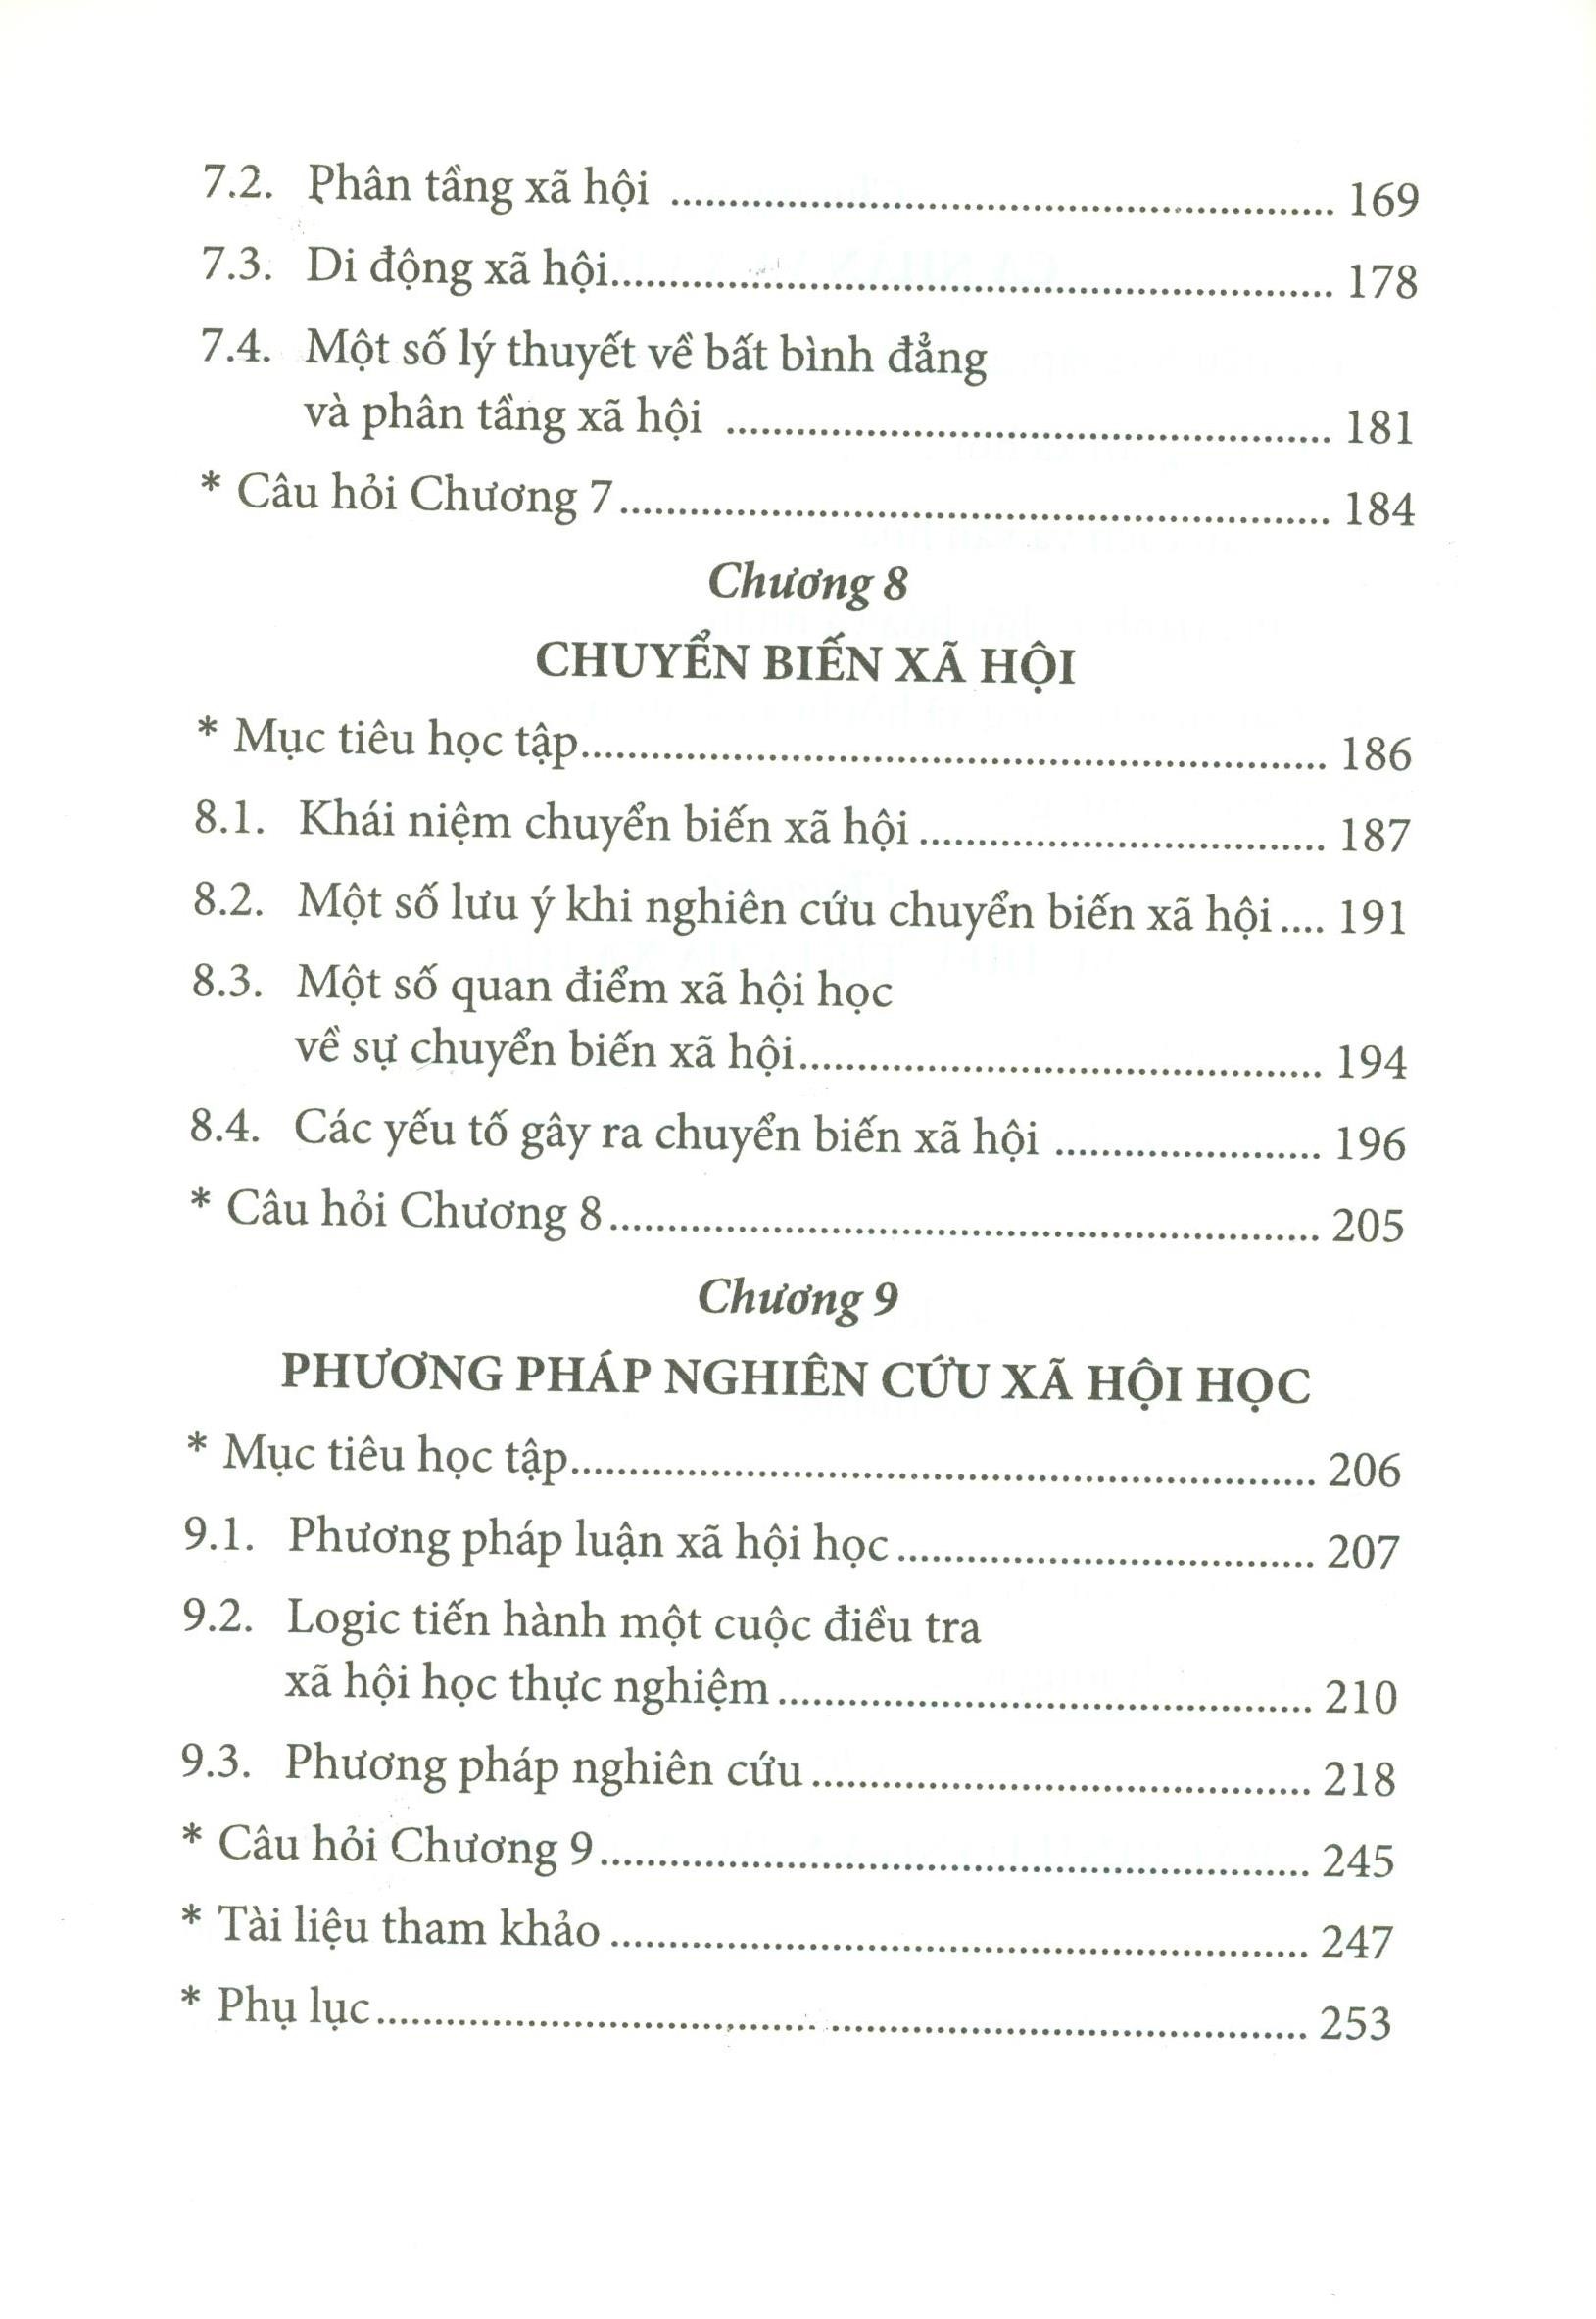 7.2. Phân tầng xã hội ........................................................ 169
7.3. Di động xã hội............................................................. 178
7.4. Một số lý thuyết về bất bình đẳng
và phân tầng xã hội ................................................... 181
* Câu hỏi Chương 7............................................................ 184
Chương 8
CHUYỂN BIẾN XÃ HỘI
* Mục tiêu học tập............................................................... 186
8.1. Khái niệm chuyển biến xã hội................................... 187
8.2. Một số lưu ý khi nghiên cứu chuyển biến xã hội.... 191
8.3. Một số quan điểm xã hội học
về sự chuyển biến xã hội............................................ 194
8.4. Các yếu tố gây ra chuyển biến xã hội ....................... 196
* Câu hỏi Chương 8............................................................ 205
Chương 9
PHƯƠNG PHÁP NGHIÊN CỨU XÃ HỘI HỌC
* Mục tiêu học tập............................................................... 206
9.1. Phương pháp luận xã hội học.................................... 207
9.2. Logic tiến hành một cuộc điều tra
xã hội học thực nghiệm.............................................. 210
9.3. Phương pháp nghiên cứu........................................... 218
* Câu hỏi Chương 9............................................................ 245
* Tài liệu tham khảo ........................................................... 247
* Phụ lục............................................................................... 253